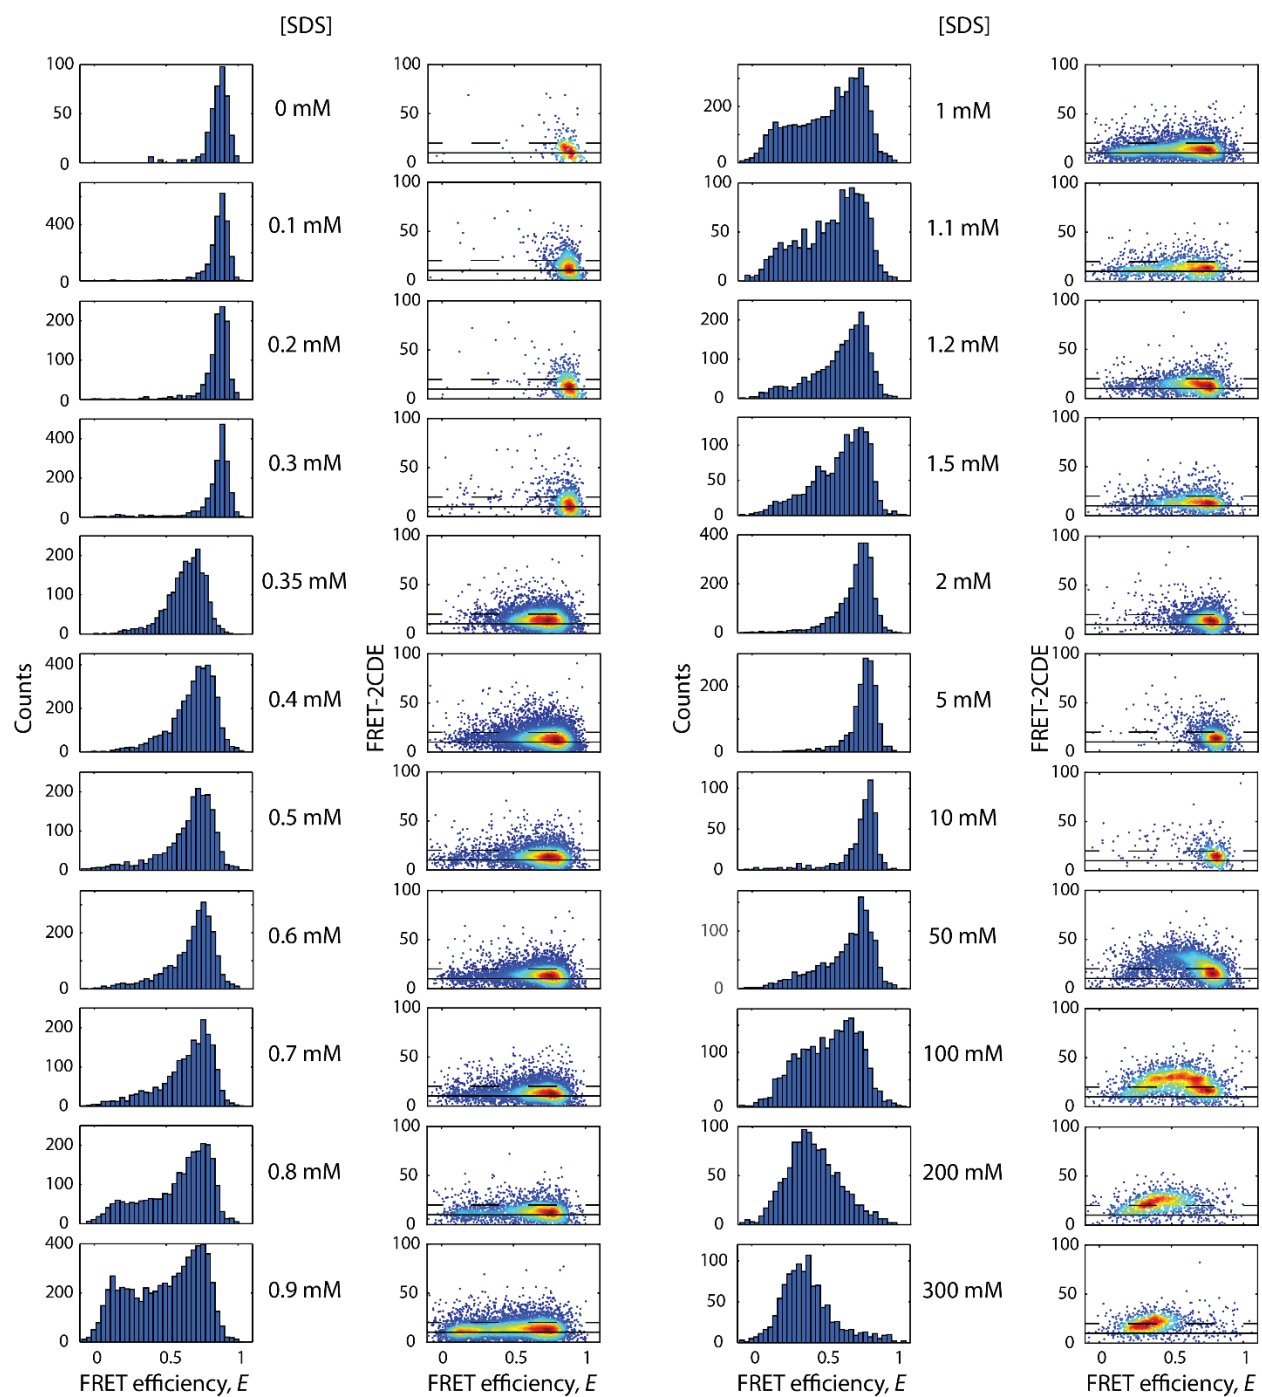 [SDS] [SDS]
100 100 100
50 0 mM 50 200 1 mM 50
0 0 0 0
100 100 100
400 0.1 mM 50 50 1.1 mM 50
0 0 0 0
200 100 200 100
100 0.2 mM 50 100 1.2 mM 50
0 0 0 0
400 100 100 100
200 0.3 mM 50 50 1.5 mM 50
0 0 0 0
200 100 400 100
100 0.35 mM 50 200 2 mM 50
0 0 0 0
Counts FRET-2CDE Counts FRET-2CDE
400 100 100
200 0.4 mM 50 200 5 mM 50
0 0 0 0
200 100 100 100
100 0.5 mM 50 50 10 mM 50
0 0 0 0
200 100 100 100
0.6 mM 50 50 mM 50
0 0 0 0
200 100 100 100
100 0.7 mM 50 100 mM 50
0 0 0 0
200 100 100 100
100 0.8 mM 50 50 200 mM 50
0 0 0 0
400 100 100 100
200 0.9 mM 50 50 300 mM 50
0 0 0 0
0 0.5 1 0 0.5 1 0 0.5 1 0 0.5 1
FRET efficiency, E FRET efficiency, E FRET efficiency, E FRET efficiency, E